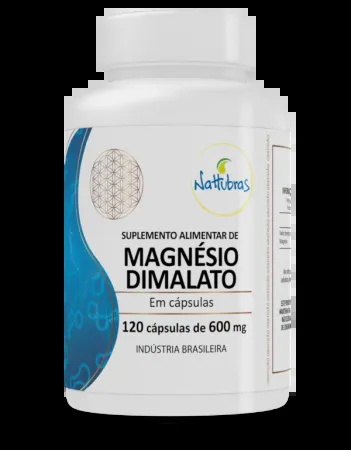 Nattubras
SUPLEMENTO ALIMENTAR DE
MAGNÉSIO
DIMALATO
Em cápsulas
120 cápsulas de 600 mg
INDÚSTRIA BRASILEIRA